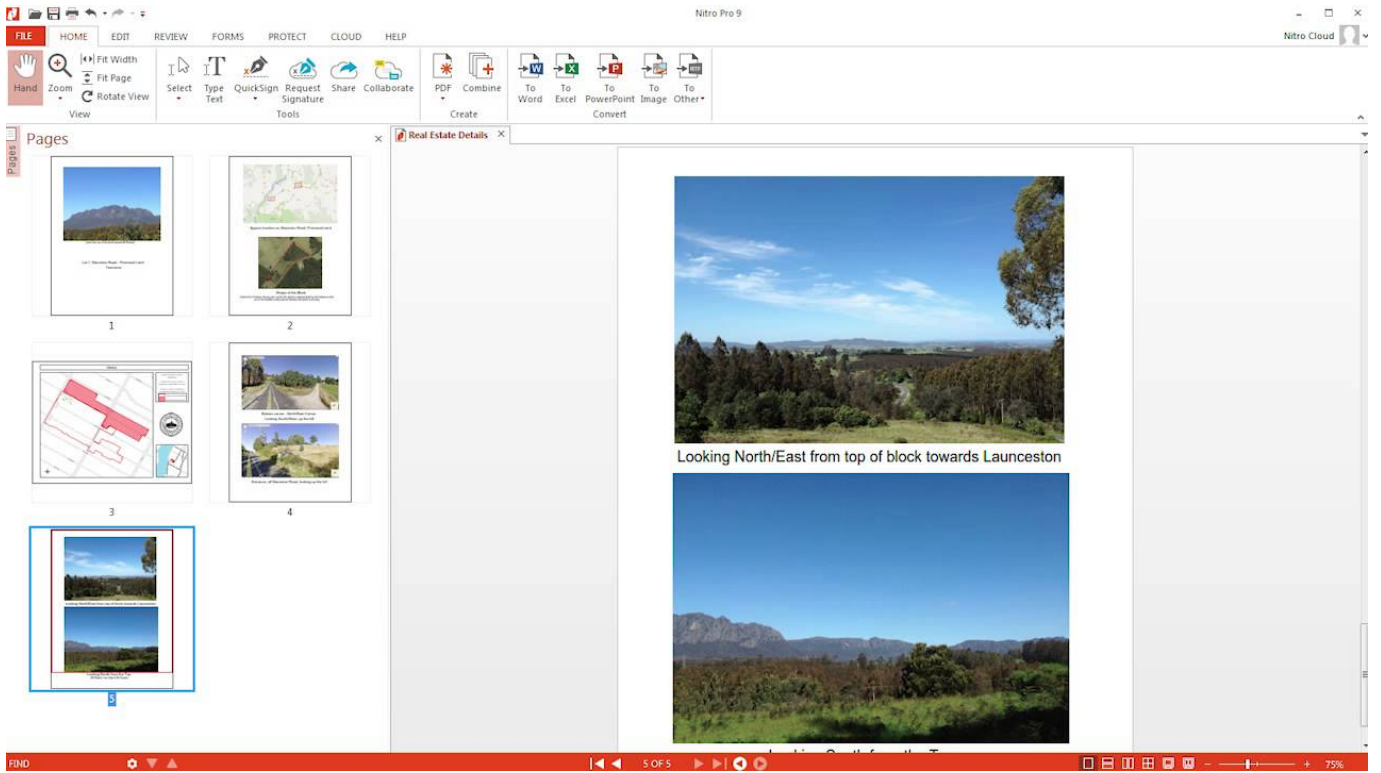 Nitro Pro 9
FILE HOME EDIT REVIEW FORMS PROTECT CLOUD HELP
Nitro Cloud
Hand
Zoom
Fit Width
Fit Page
Rotate View
View
Select
Type Text
QuickSign
Request Signature
Share
Collaborate
Tools
PDF
Combine
Create
To Word
To Excel
To PowerPoint
To Image
To Other
Convert
Pages
Pages
Real Estate Details
1
2
3
4
5
Looking North/East from top of block towards Launceston
FIND
5 OF 5
75%